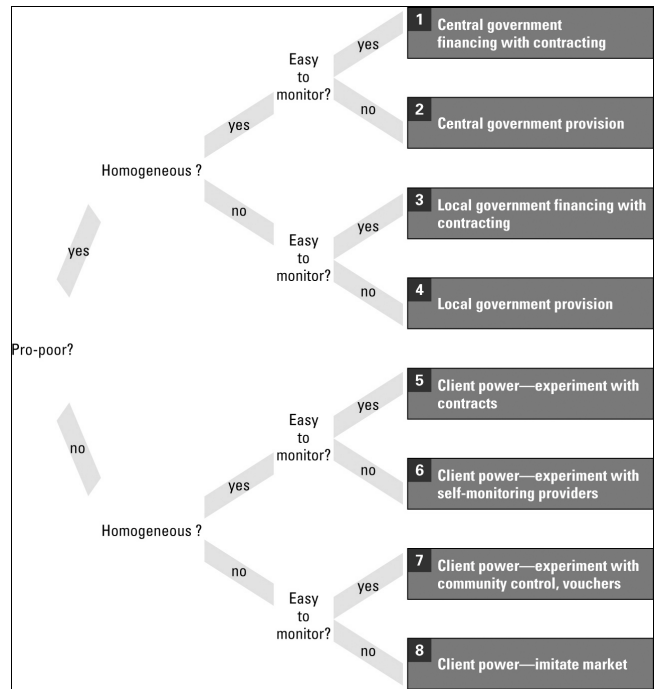 1
Central government
financing with contracting
yes
Easy
to
monitor?
no
yes
2
Central government provision
Homogeneous ?
no
3
Local government financing with
contracting
yes
Easy
to
monitor?
yes
no
4
Local government provision
Pro-poor?
5
Client power—experiment with
contracts
yes
Easy
to
monitor?
no
no
yes
6
Client power—experiment with
self-monitoring providers
Homogeneous ?
no
7
Client power—experiment with
community control, vouchers
yes
Easy
to
monitor?
no
8
Client power—imitate market